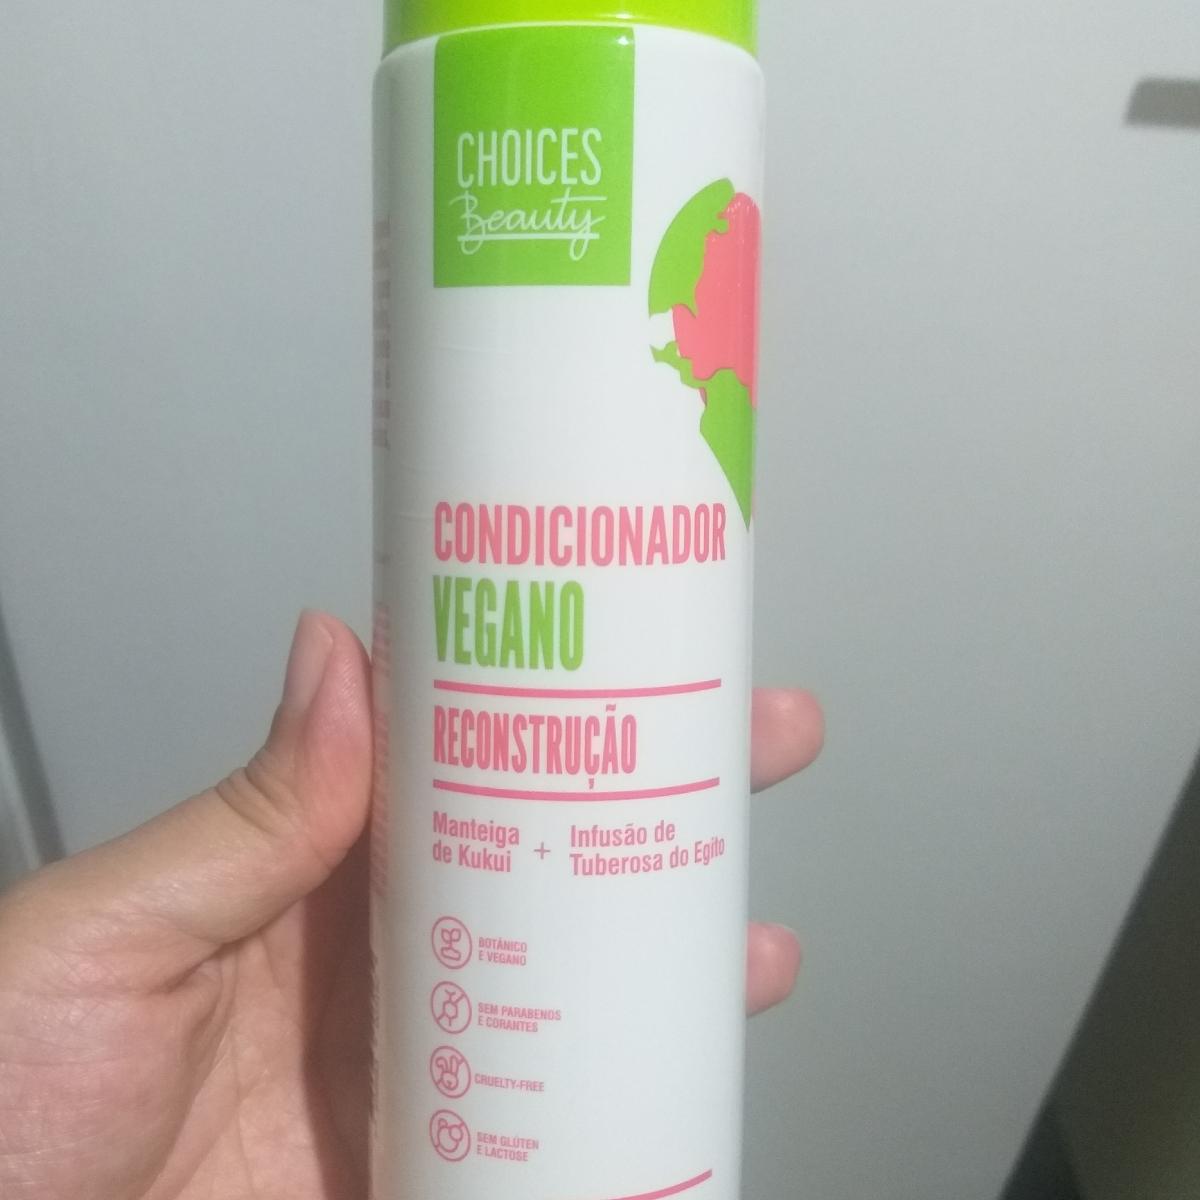 CHOICES
Beauty
CONDICIONADOR
VEGANO
RECONSTRUÇÃO
Manteiga
de Kukui
+
Infusão de
Tuberosa do Egito
BOTÂNICO
E VEGANO
SEM PARABENOS
E CORANTES
CRUELTY-FREE
SEM GLÚTEN
E LACTOSE